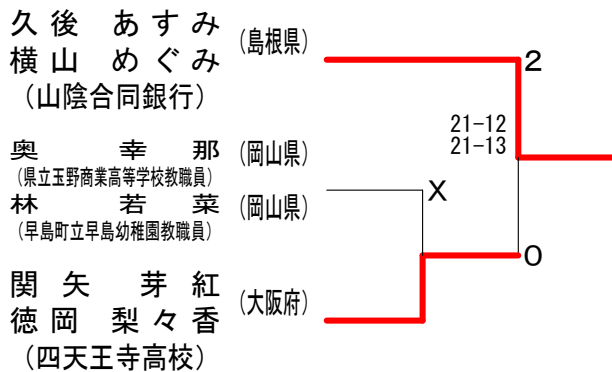 久後 あすみ
横山 めぐみ
(島根県)
(山陰合同銀行)
2
21-12
21-13
奥 幸那
(岡山県)
(県立玉野商業高等学校教職員)
林 若菜
(岡山県)
(早島町立早島幼稚園教職員)
X
0
関矢 芽紅
徳岡 梨々香
(大阪府)
(四天王寺高校)